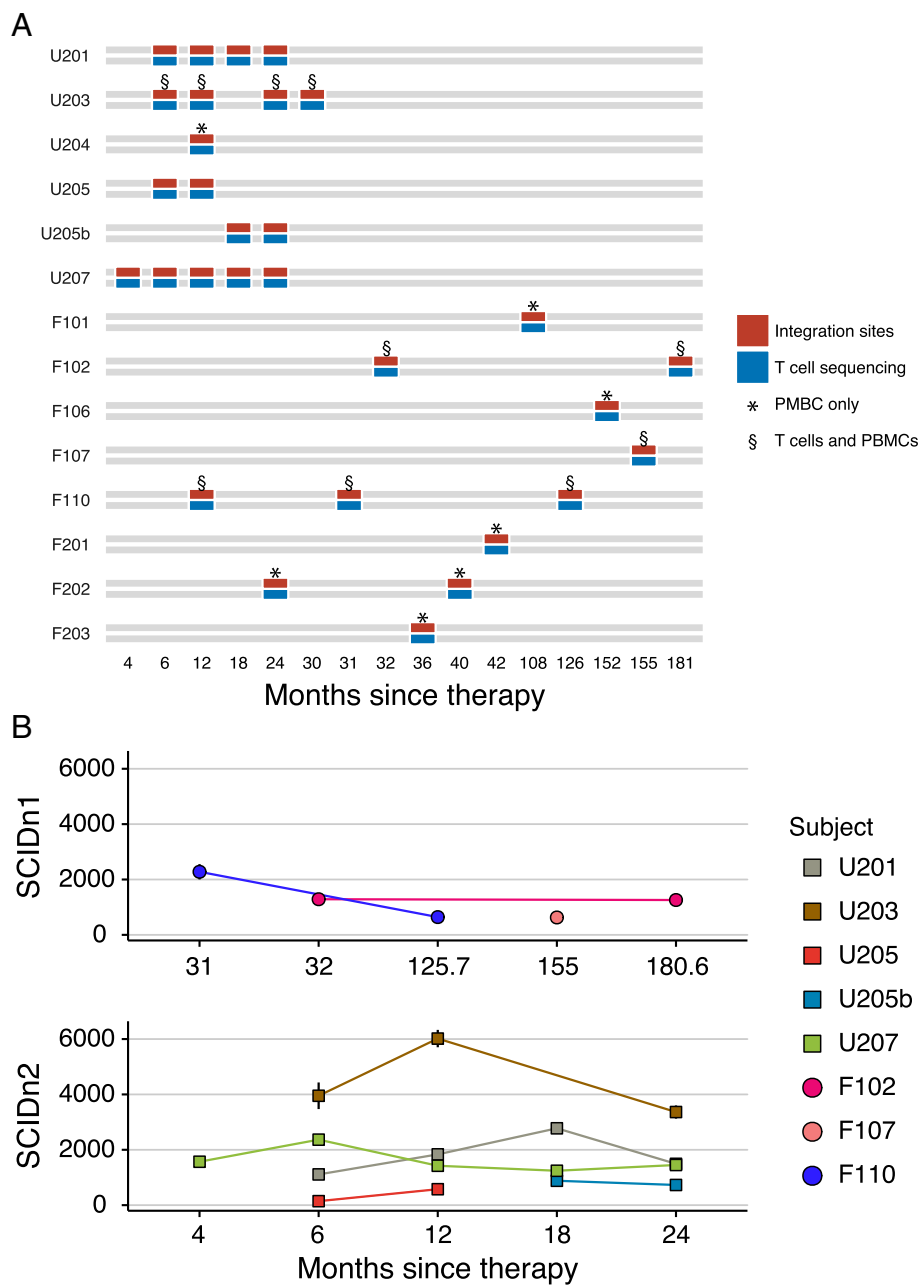 A
U201
§ § § §
U203
*
U204
U205
U205b
U207
*
F101
§ §
F102
*
F106
§
F107
§ § §
F110
*
F201
* *
F202
*
F203
4 6 12 18 24 30 31 32 36 40 42 108 126 152 155 181
Months since therapy
Integration sites
T cell sequencing
* PMBC only
§ T cells and PBMCs
B
SCIDn1
6000
4000
2000
0
31 32 125.7 155 180.6
SCIDn2
6000
4000
2000
0
4 6 12 18 24
Months since therapy
Subject
U201
U203
U205
U205b
U207
F102
F107
F110